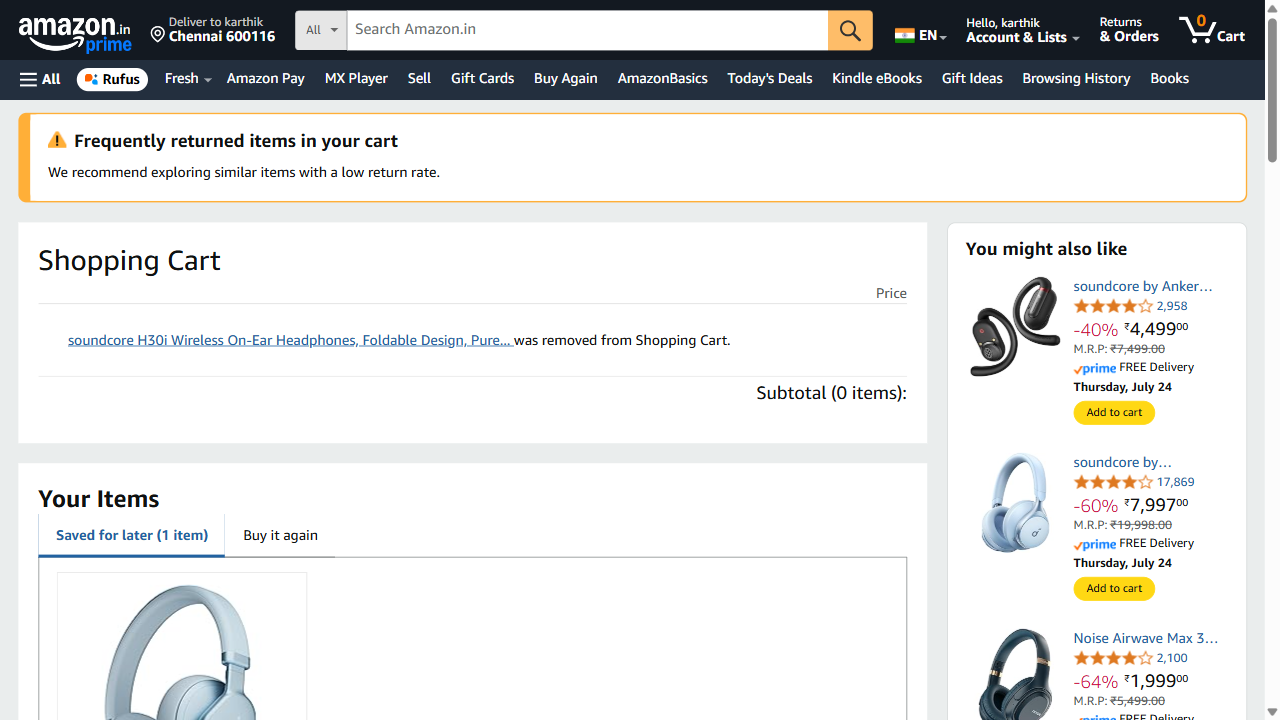 amazon.in
prime
Deliver to karthik
Chennai 600116
All
Search Amazon.in
EN
Hello, karthik
Account & Lists
Returns
& Orders
0
Cart
All
Rufus
Fresh
Amazon Pay
MX Player
Sell
Gift Cards
Buy Again
AmazonBasics
Today's Deals
Kindle eBooks
Gift Ideas
Browsing History
Books
Frequently returned items in your cart
We recommend exploring similar items with a low return rate.
Shopping Cart
Price
soundcore H30i Wireless On-Ear Headphones, Foldable Design, Pure... was removed from Shopping Cart.
Subtotal (0 items):
Your Items
Saved for later (1 item)
Buy it again
You might also like
soundcore by Anker…
2,958
-40% ₹4,49900
M.R.P: ₹7,499.00
prime FREE Delivery
Thursday, July 24
Add to cart
soundcore by…
17,869
-60% ₹7,99700
M.R.P: ₹19,998.00
prime FREE Delivery
Thursday, July 24
Add to cart
Noise Airwave Max 3…
2,100
-64% ₹1,99900
M.R.P: ₹5,499.00
prime FREE Delivery